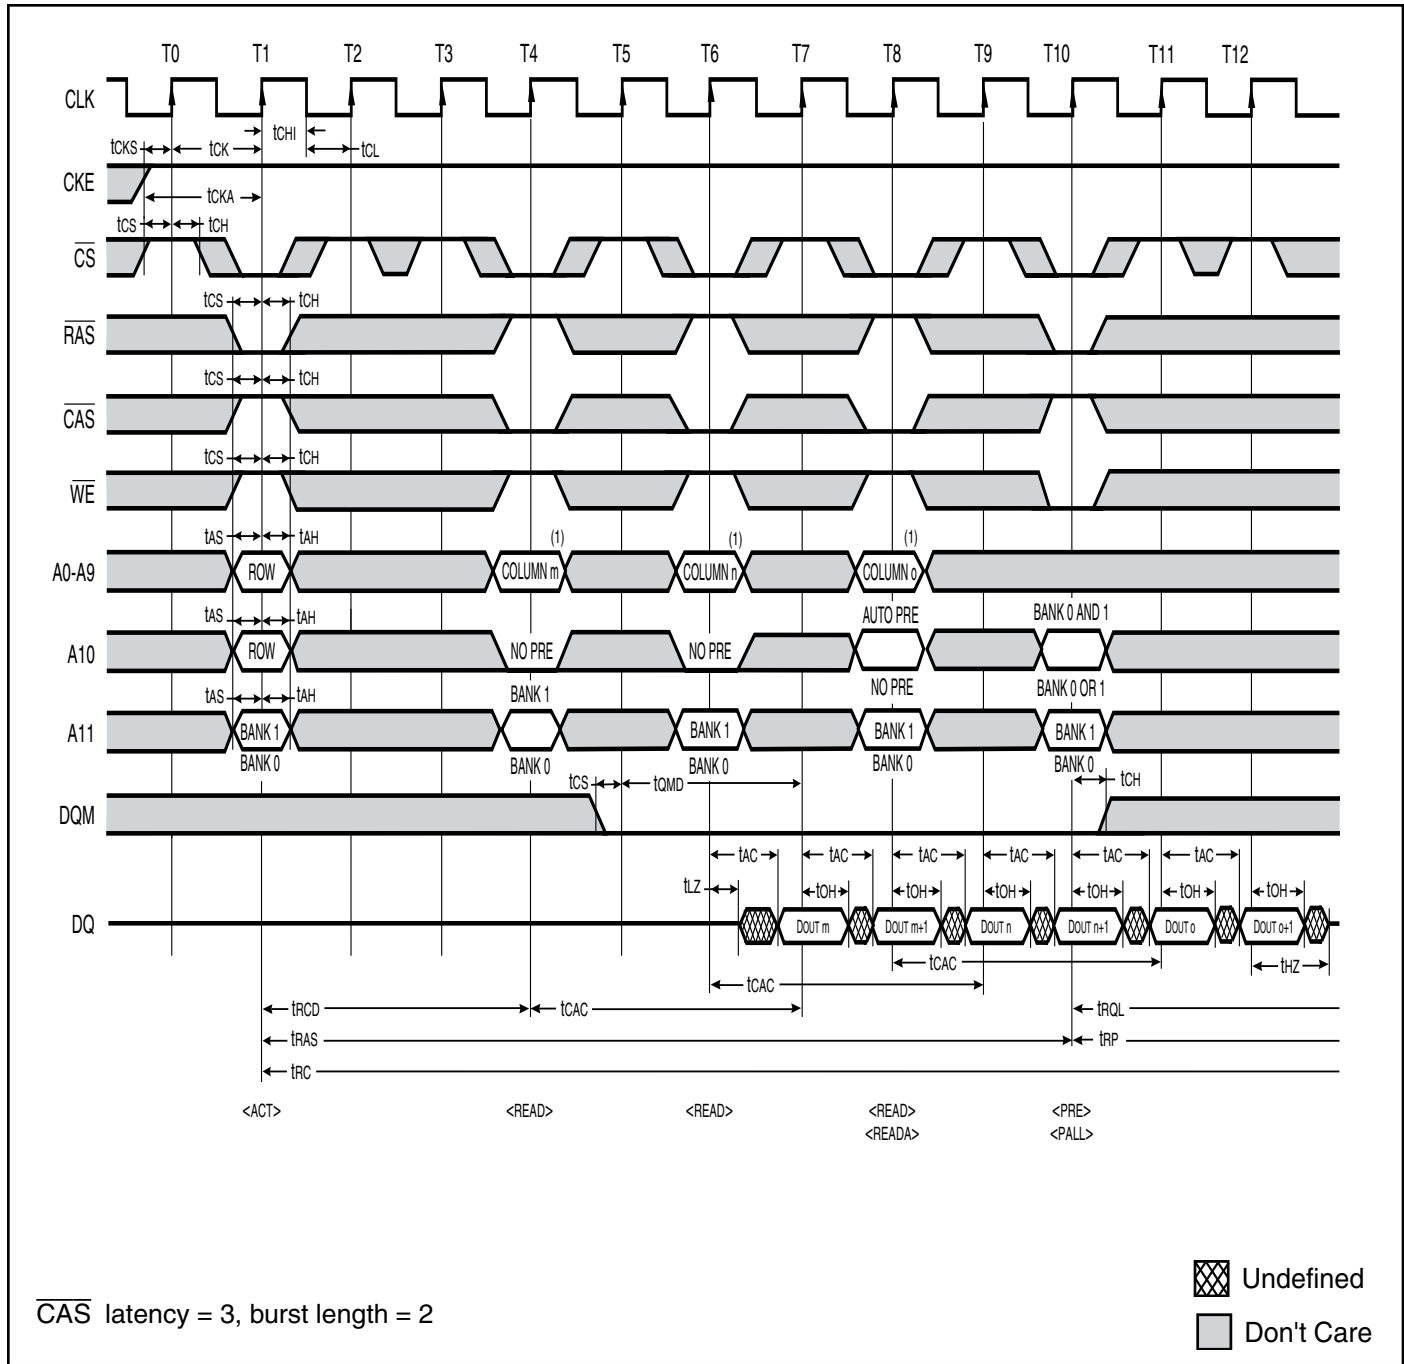 T0 T1 T2 T3 T4 T5 T6 T7 T8 T9 T10 T11 T12
CLK
tCHI
tCKS tCK tCL
CKE
tCKA
tCS tCH
CS
tCS tCH
RAS
tCS tCH
CAS
tCS tCH
WE
tAS tAH (1) (1) (1)
A0-A9 ROW COLUMN m COLUMN n COLUMN o
tAS tAH AUTO PRE BANK 0 AND 1
A10 ROW NO PRE NO PRE
tAS tAH BANK 1 NO PRE BANK 0 OR 1
A11 BANK 1 BANK 1 BANK 1 BANK 1
BANK 0 BANK 0 BANK 0 BANK 0 BANK 0
tCS tQMD tCH
DQM
tAC tAC tAC tAC tAC tAC
tLZ tOH tOH tOH tOH tOH tOH
DQ DOUT m DOUT m+1 DOUT n DOUT n+1 DOUT o DOUT o+1
tCAC tHZ
tCAC
tRCD tCAC tRQL
tRAS tRP
tRC
<ACT> <READ> <READ> <READ> <PRE>
<READA> <PALL>
Undefined
CAS latency = 3, burst length = 2
Don't Care